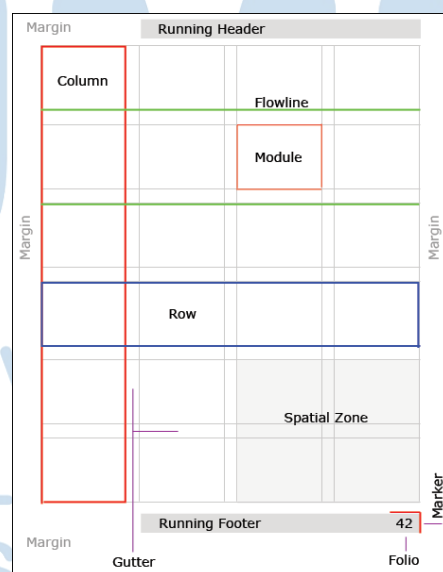 Margin
Running Header
Column
Flowline
Module
Margin
Margin
Row
Spatial Zone
Marker
Running Footer
42
Margin
Gutter
Folio